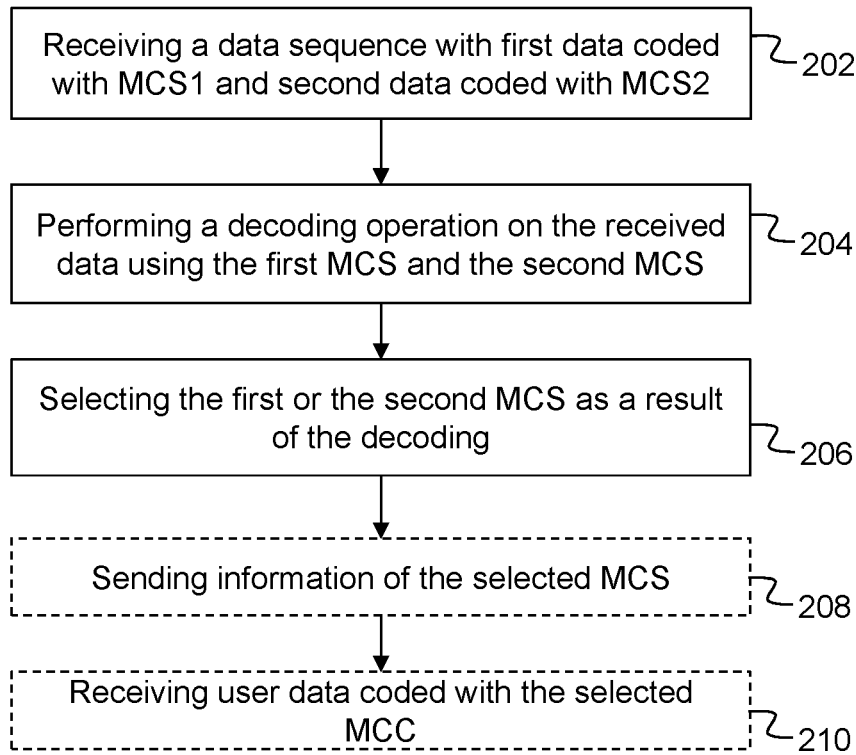 Receiving a data sequence with first data coded
with MCS1 and second data coded with MCS2
202
Performing a decoding operation on the received
data using the first MCS and the second MCS
204
Selecting the first or the second MCS as a result
of the decoding
206
Sending information of the selected MCS
208
Receiving user data coded with the selected
MCC
210